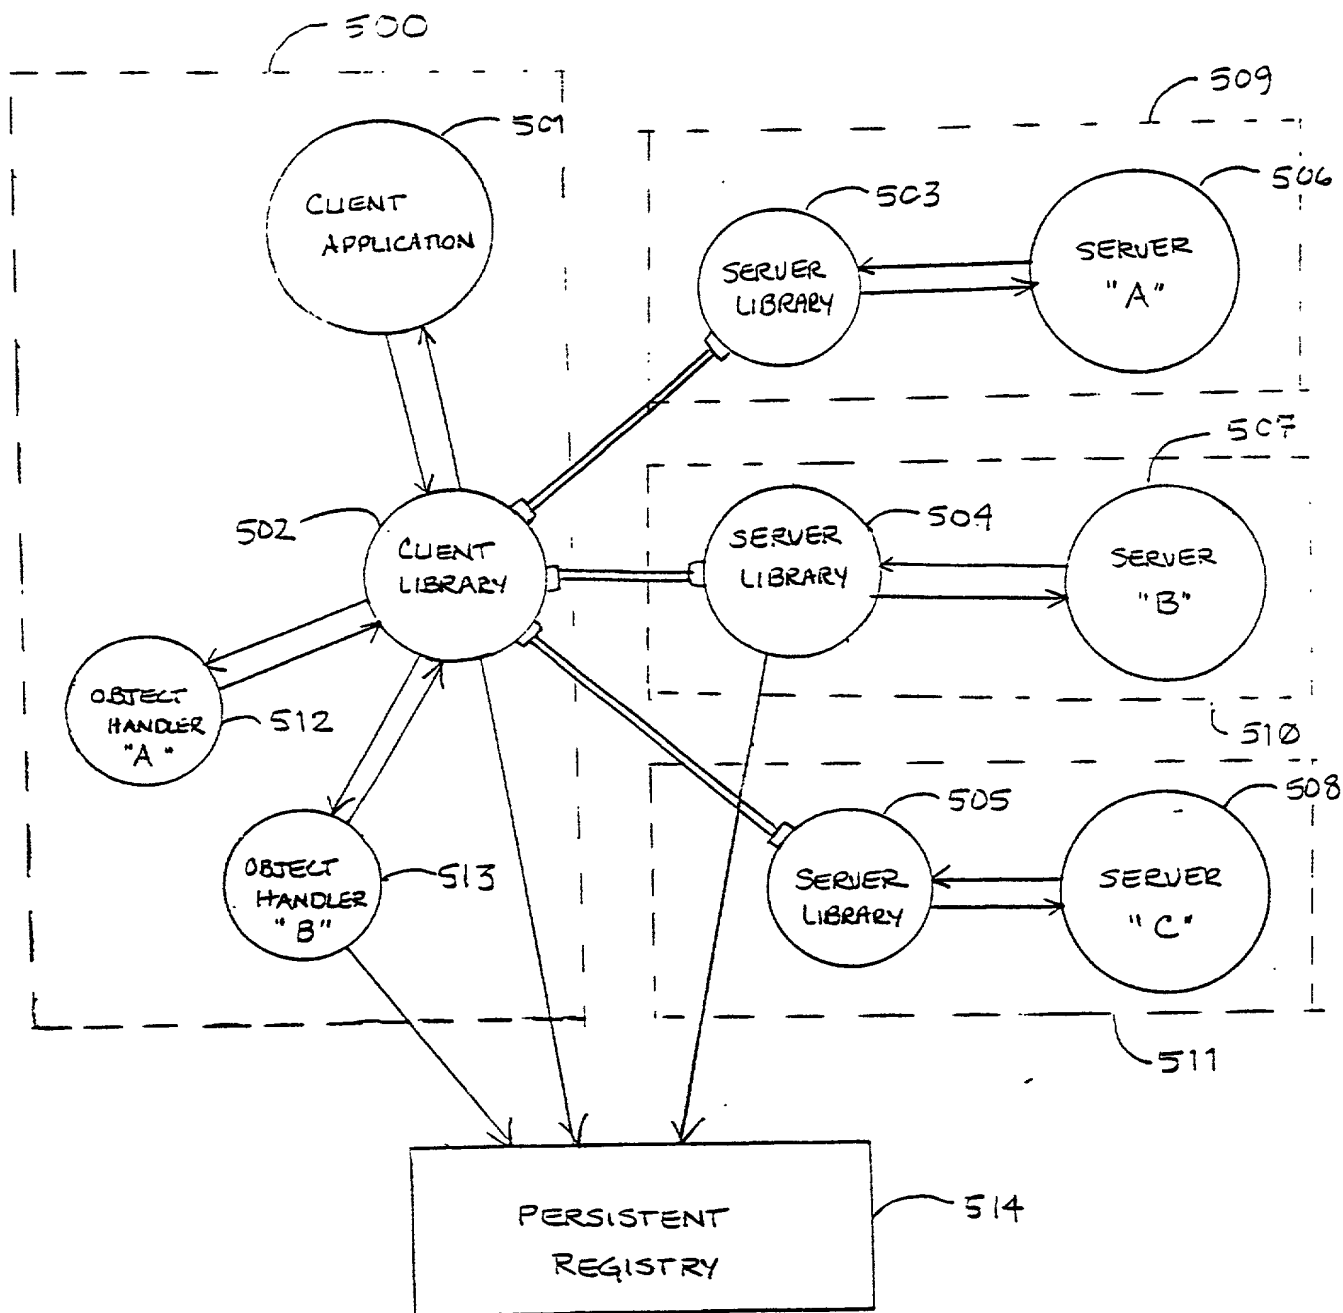 500
501
CLIENT
APPLICATION
509
503
506
SERVER
LIBRARY
SERVER
"A"
502
CLIENT
LIBRARY
507
504
SERVER
LIBRARY
SERVER
"B"
510
OBJECT
HANDLER
"A"
512
OBJECT
HANDLER
"B"
513
505
508
SERVER
LIBRARY
SERVER
"C"
511
PERSISTENT
REGISTRY
514